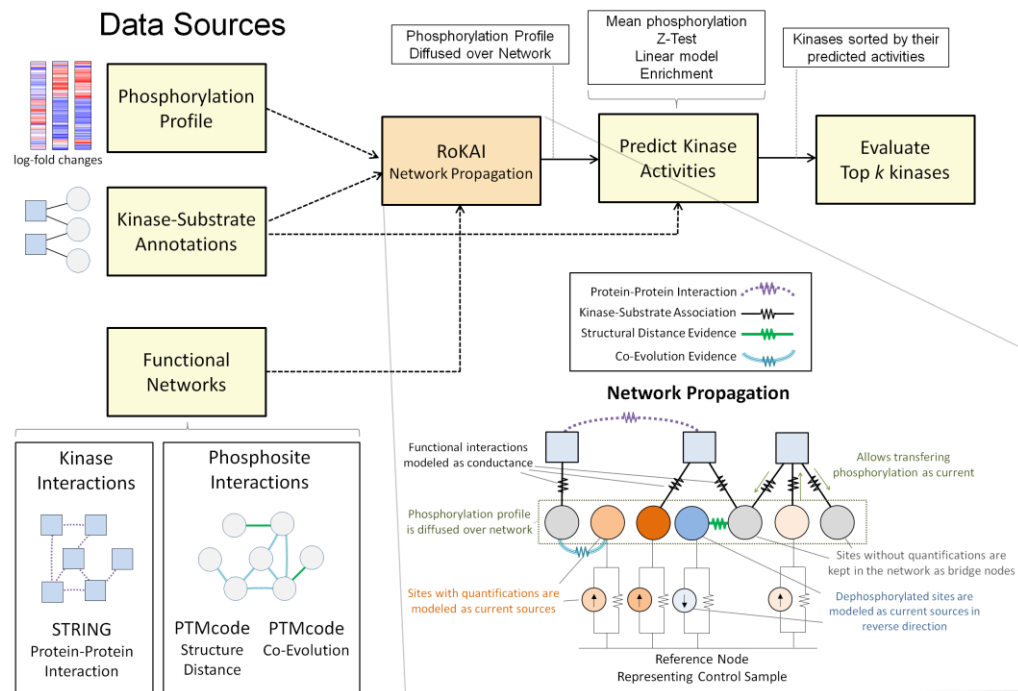 Data Sources
Phosphorylation
Profile
log-fold changes
Kinase-Substrate
Annotations
Functional
Networks
Phosphorylation Profile
Diffused over Network
Mean phosphorylation
Z-Test
Linear model
Enrichment
Kinases sorted by their
predicted activities
RoKAI
Network Propagation
Predict Kinase
Activities
Evaluate
Top k kinases
Kinase
Interactions
STRING
Protein-Protein
Interaction
Phosphosite
Interactions
PTMcode
Structure
Distance
PTMcode
Co-Evolution
Protein-Protein Interaction
Kinase-Substrate Association
Structural Distance Evidence
Co-Evolution Evidence
Network Propagation
Functional interactions
modeled as conductance
Allows transfering
phosphorylation as current
Phosphorylation profile
is diffused over network
Sites with quantifications are
modeled as current sources
Sites without quantifications are
kept in the network as bridge nodes
Dephosphorylated sites are
modeled as current sources in
reverse direction
Reference Node
Representing Control Sample